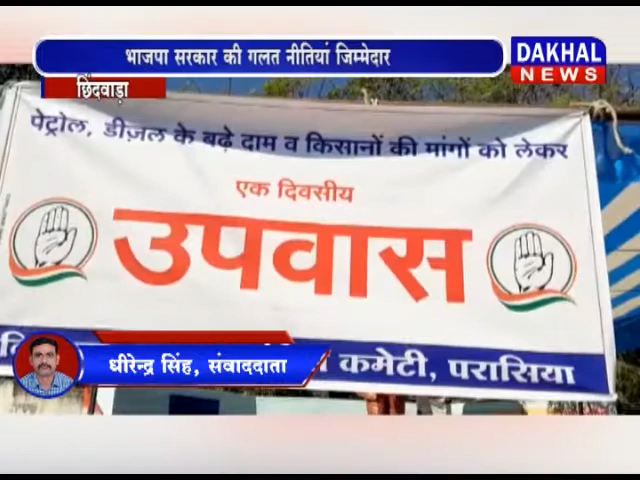 भाजपा सरकार की गलत नीतियां जिम्मेदार
DAKHAL
NEWS
छिंदवाड़ा
पेट्रोल, डीज़ल के बढ़े दाम व किसानों की मांगों को लेकर
एक दिवसीय
उपवास
कमेटी, परासिया
धीरेन्द्र सिंह, संवाददाता